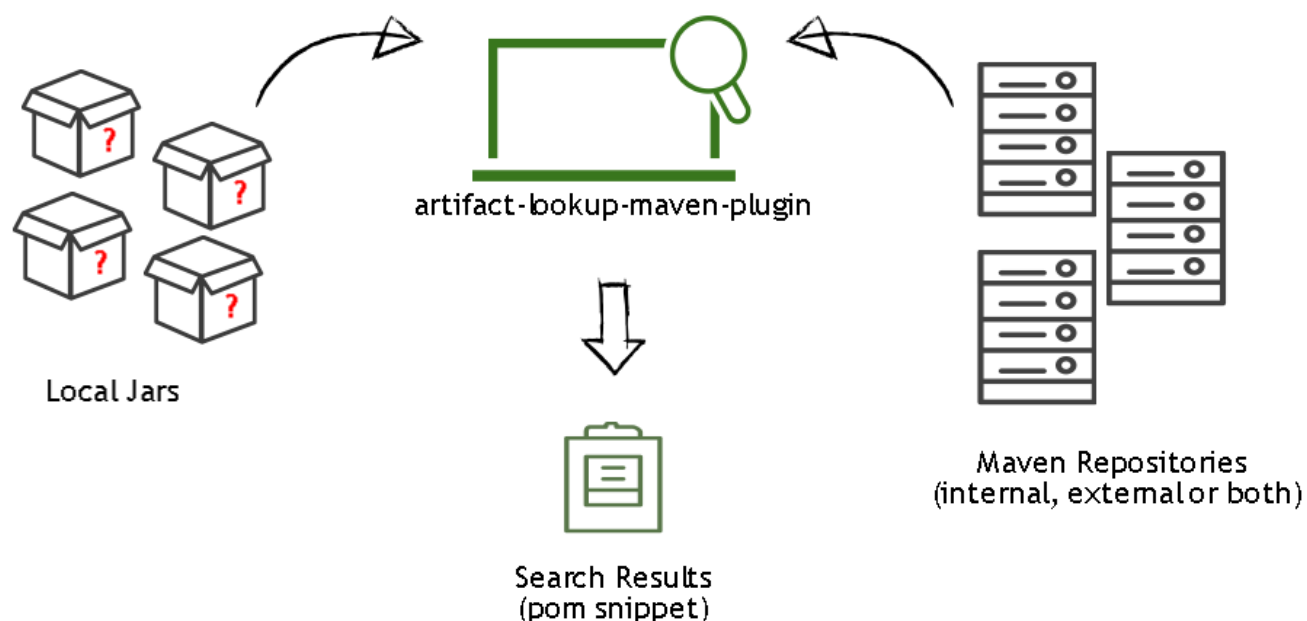 ?
?
?
?
artifact-lookup-maven-plugin
Local Jars
Maven Repositories
(internal, external or both)
Search Results
(pom snippet)